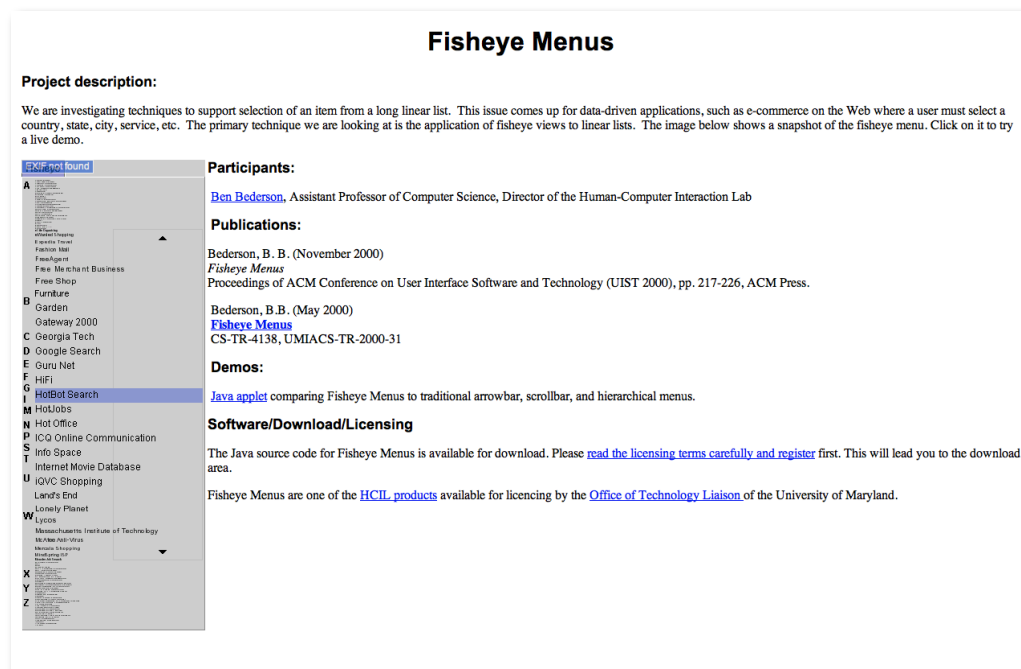 Fisheye Menus
Project description:
We are investigating techniques to support selection of an item from a long linear list.  This issue comes up for data-driven applications, such as e-commerce on the Web where a user must select a
country, state, city, service, etc.  The primary technique we are looking at is the application of fisheye views to linear lists.  The image below shows a snapshot of the fisheye menu. Click on it to try
a live demo.
EXIF not found
A
Expedia Travel
Fashion Mall
FreeAgent
Free Merchant Business
Free Shop
Furniture
B
Garden
Gateway 2000
C Georgia Tech
D Google Search
E Guru Net
F HiFi
G
HotBot Search
I
M HotJobs
N Hot Office
P ICQ Online Communication
S Info Space
T
Internet Movie Database
U iQVC Shopping
Land's End
Lonely Planet
W Lycos
Massachusetts Institute of Technology
McAfee Anti-Virus
X
Y
Z
Participants:
Ben Bederson, Assistant Professor of Computer Science, Director of the Human-Computer Interaction Lab
Publications:
Bederson, B. B. (November 2000)
Fisheye Menus
Proceedings of ACM Conference on User Interface Software and Technology (UIST 2000), pp. 217-226, ACM Press.
Bederson, B.B. (May 2000)
Fisheye Menus
CS-TR-4138, UMIACS-TR-2000-31
Demos:
Java applet comparing Fisheye Menus to traditional arrowbar, scrollbar, and hierarchical menus.
Software/Download/Licensing
The Java source code for Fisheye Menus is available for download. Please read the licensing terms carefully and register first. This will lead you to the download
area.
Fisheye Menus are one of the HCIL products available for licencing by the Office of Technology Liaison of the University of Maryland.